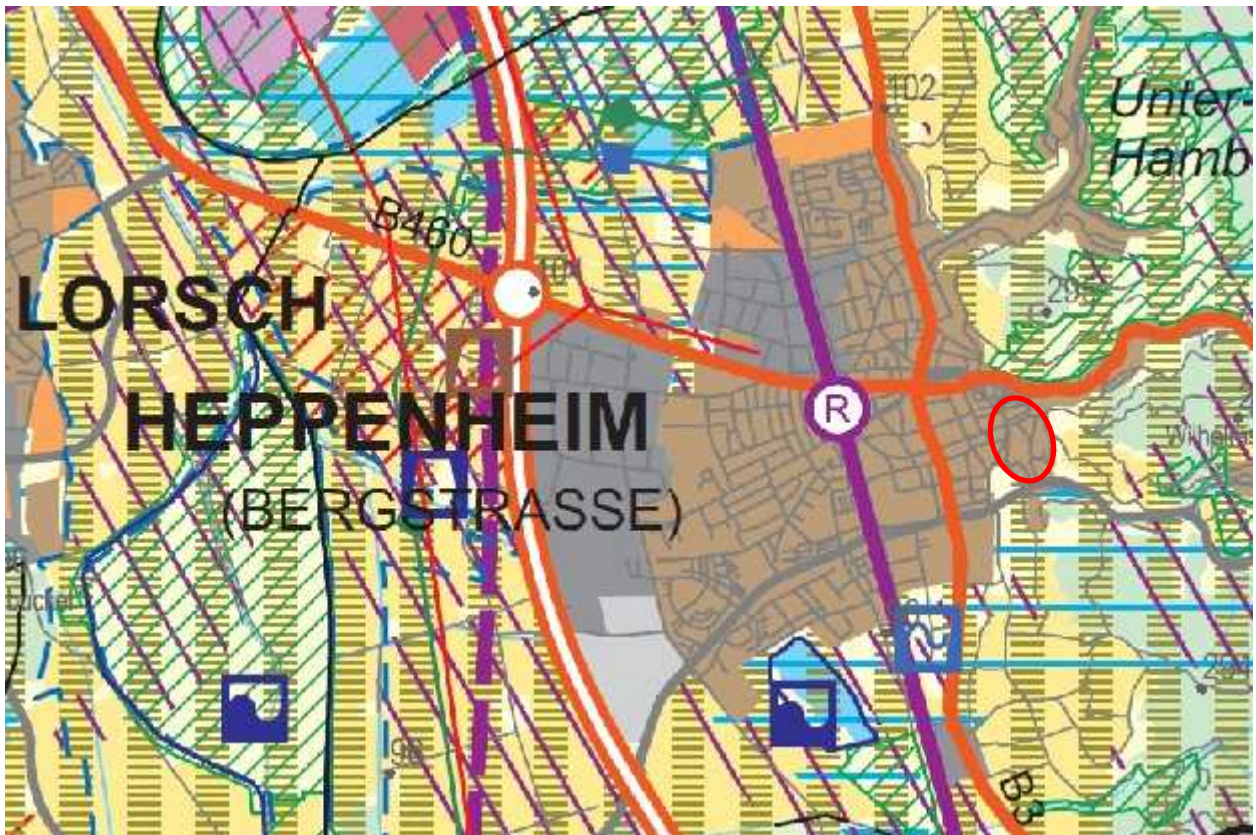 102
Unter-
Hamb
B460
LORSCH
HEPPENHEIM
R
(BERGSTRASSE)
B3